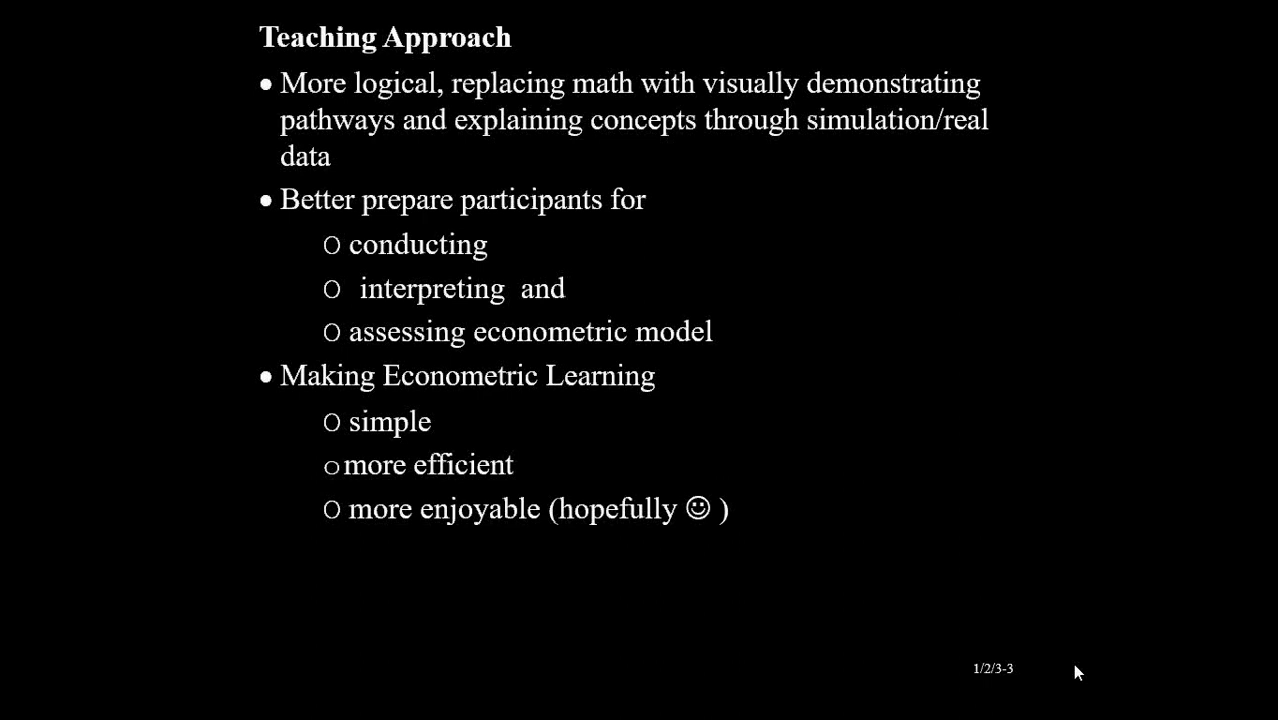 Teaching Approach
• More logical, replacing math with visually demonstrating
pathways and explaining concepts through simulation/real
data
• Better prepare participants for
O conducting
O interpreting and
O assessing econometric model
• Making Econometric Learning
O simple
o more efficient
O more enjoyable (hopefully ☺ )
1/2/3-3